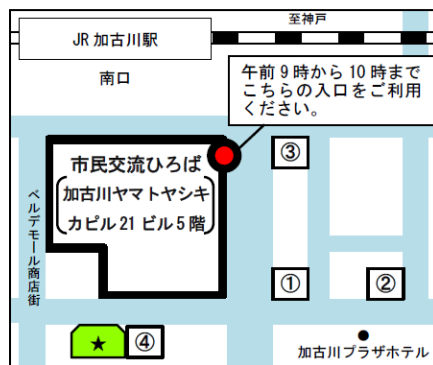 至神戸
JR 加古川駅
南口
午前9時から10時まで
こちらの入口をご利用
ください。
市民交流ひろば
加古川ヤマトヤシキ
カピル21ビル5階
ベルデモール商店街
③
①
②
★
④
加古川プラザホテル